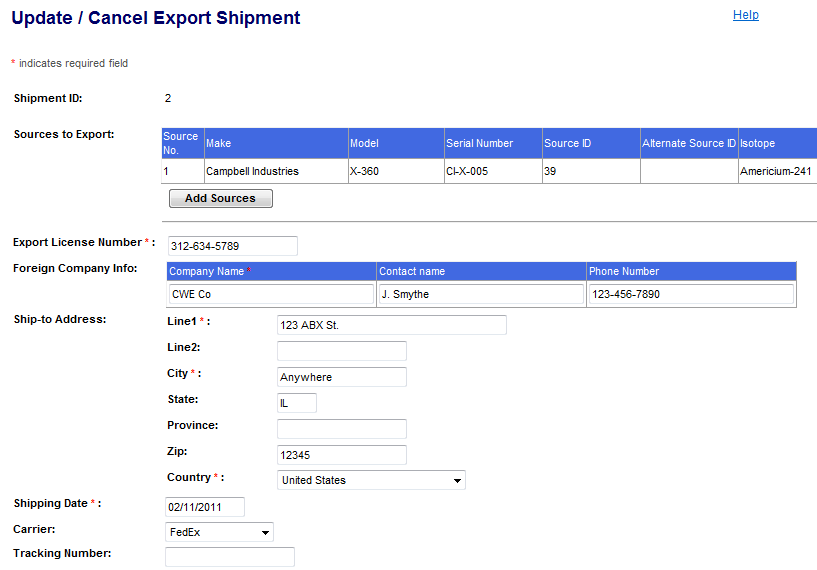 Update / Cancel Export Shipment
Help
* indicates required field
Shipment ID: 2
Sources to Export:
Source No. Make Model Serial Number Source ID Alternate Source ID Isotope
1 Campbell Industries X-360 CI-X-005 39 Americium-241
Add Sources
Export License Number * : 312-634-5789
Foreign Company Info:
Company Name * Contact name Phone Number
CWE Co J. Smythe 123-456-7890
Ship-to Address:
Line1 * : 123 ABX St.
Line2:
City * : Anywhere
State: IL
Province:
Zip: 12345
Country * : United States
Shipping Date * : 02/11/2011
Carrier: FedEx
Tracking Number: